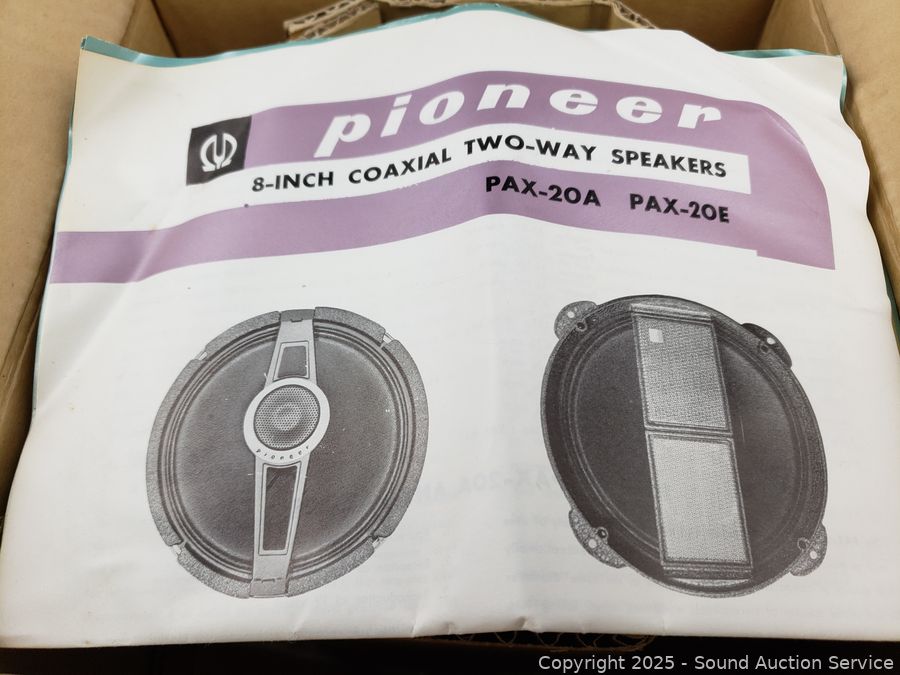 pioneer
8-INCH COAXIAL TWO-WAY SPEAKERS
PAX-20A PAX-20E
pioneer
Copyright 2025 - Sound Auction Service